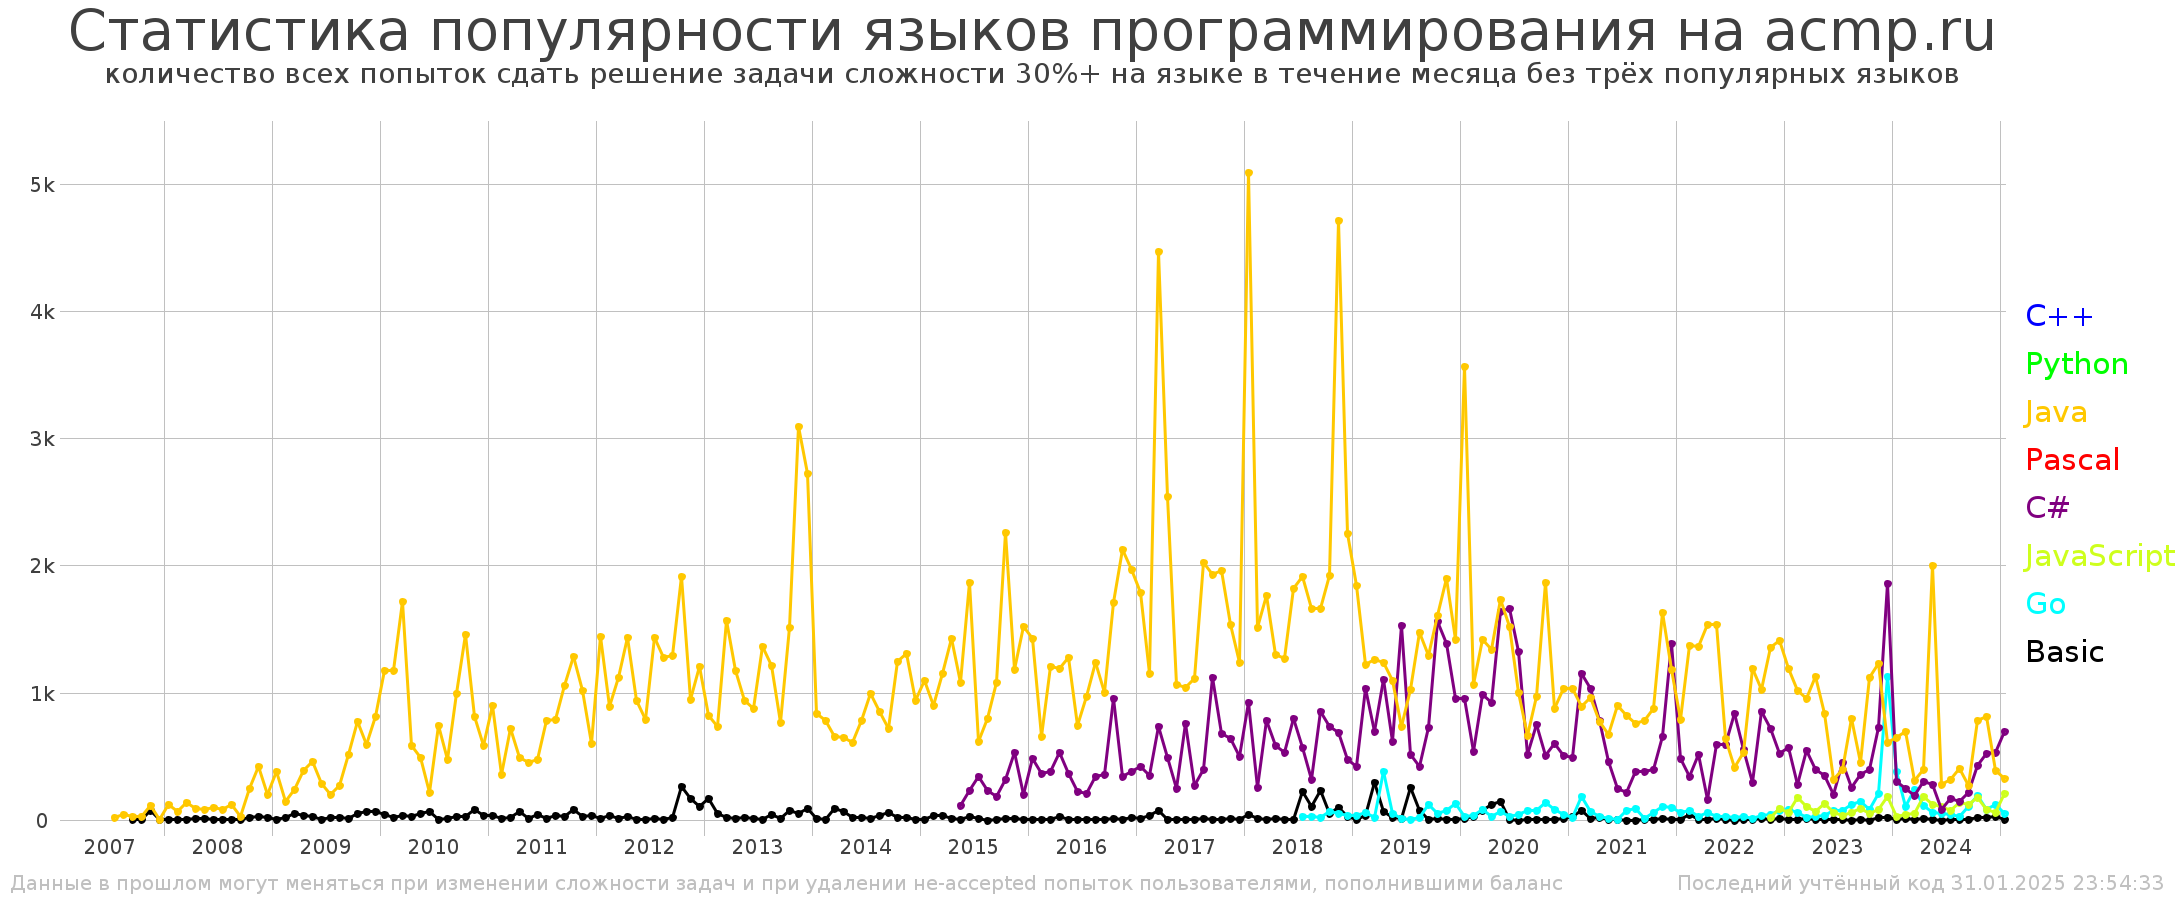 Статистика популярности языков программирования на acmp.ru
количество всех попыток сдать решение задачи сложности 30%+ на языке в течение месяца без трёх популярных языков
5k
4k
3k
2k
1k
0
C++
Python
Java
Pascal
C#
JavaScript
Go
Basic
2007 2008 2009 2010 2011 2012 2013 2014 2015 2016 2017 2018 2019 2020 2021 2022 2023 2024
Данные в прошлом могут меняться при изменении сложности задач и при удалении не-accepted попыток пользователями, пополнившими баланс
Последний учтённый код 31.01.2025 23:54:33